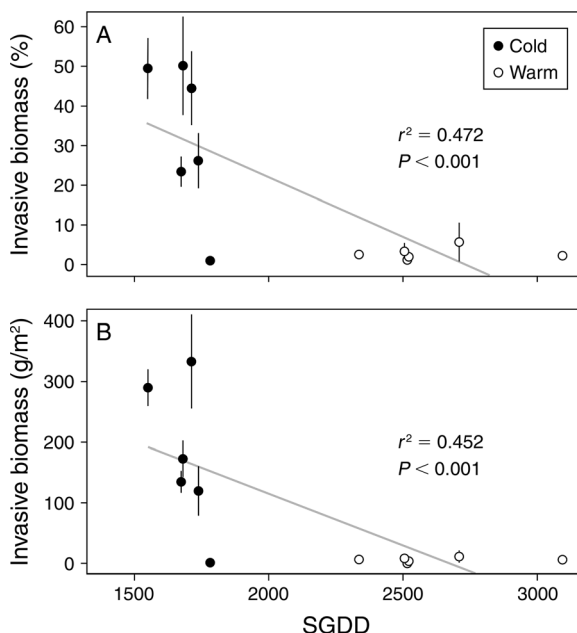 A
Invasive biomass (%)
60
50
40
30
20
10
0
Cold
Warm
r² = 0.472
P < 0.001
B
Invasive biomass (g/m²)
400
300
200
100
0
r² = 0.452
P < 0.001
1500 2000 2500 3000
SGDD